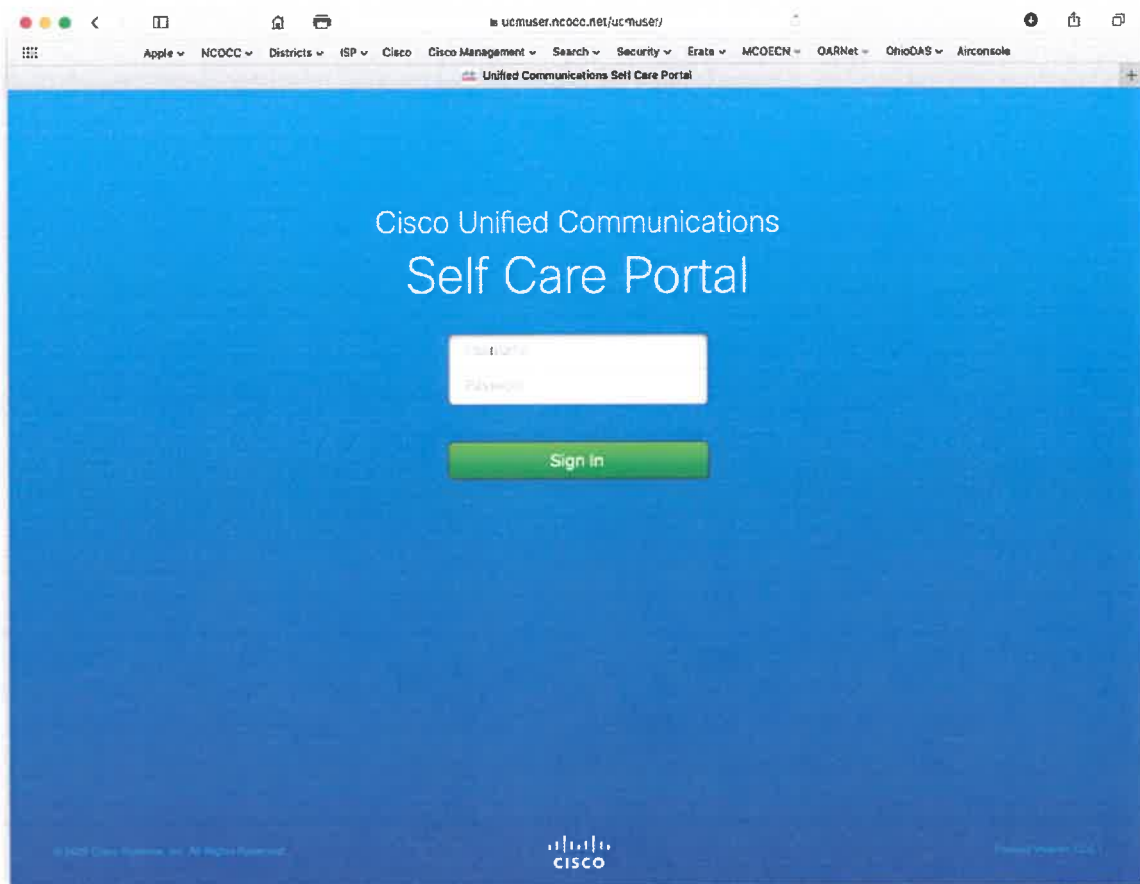 ucmuser.ncocc.net/ucmuser/
Apple NCOCC Districts ISP Cisco Cisco Management Search Security Erate MCOECN OARNet OhioDAS Airconsole
Unified Communications Self Care Portal
Cisco Unified Communications
Self Care Portal
Password
Sign In
CISCO